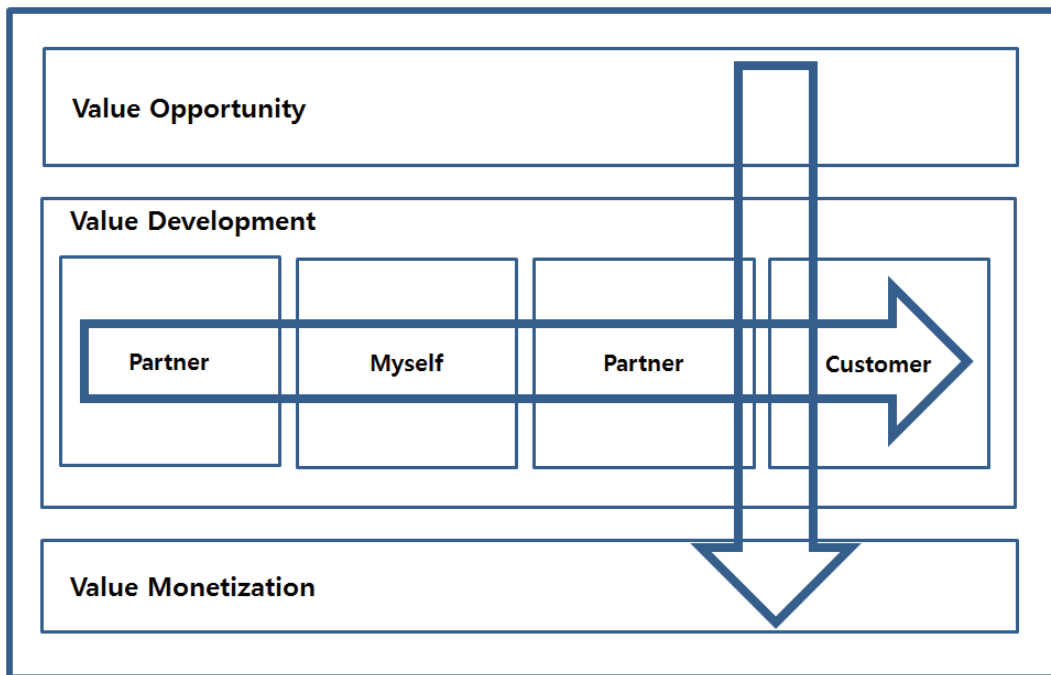 Value Opportunity
Value Development
Partner
Myself
Partner
Customer
Value Monetization